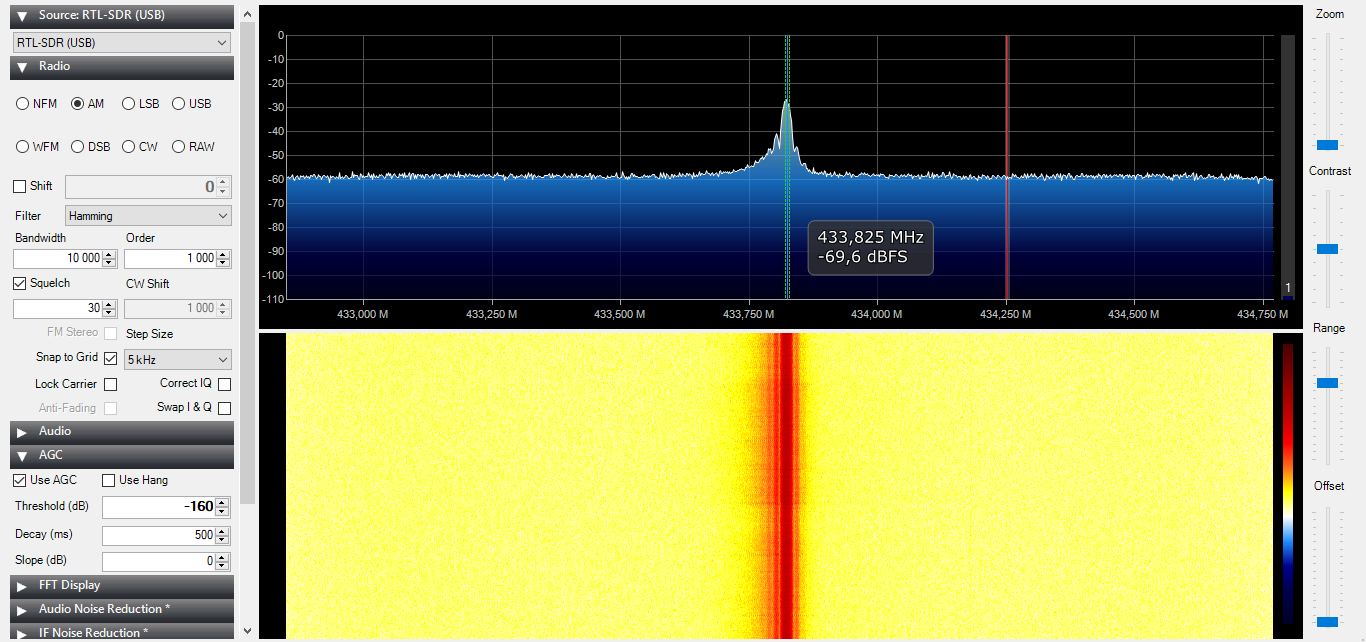 Source: RTL-SDR (USB)
RTL-SDR (USB)
Radio
NFM AM LSB USB
WFM DSB CW RAW
Shift 0
Filter Hamming
Bandwidth Order
10 000 1 000
Squelch CW Shift
30 1 000
FM Stereo Step Size
Snap to Grid 5 kHz
Lock Carrier Correct IQ
Anti-Fading Swap I & Q
Audio
AGC
Use AGC Use Hang
Threshold (dB) -160
Decay (ms) 500
Slope (dB) 0
FFT Display
Audio Noise Reduction *
IF Noise Reduction *
0
-10
-20
-30
-40
-50
-60
-70
-80
-90
-100
-110
433,825 MHz
-69,6 dBFS
1
433,000 M 433,250 M 433,500 M 433,750 M 434,000 M 434,250 M 434,500 M 434,750 M
Zoom
Contrast
Range
Offset